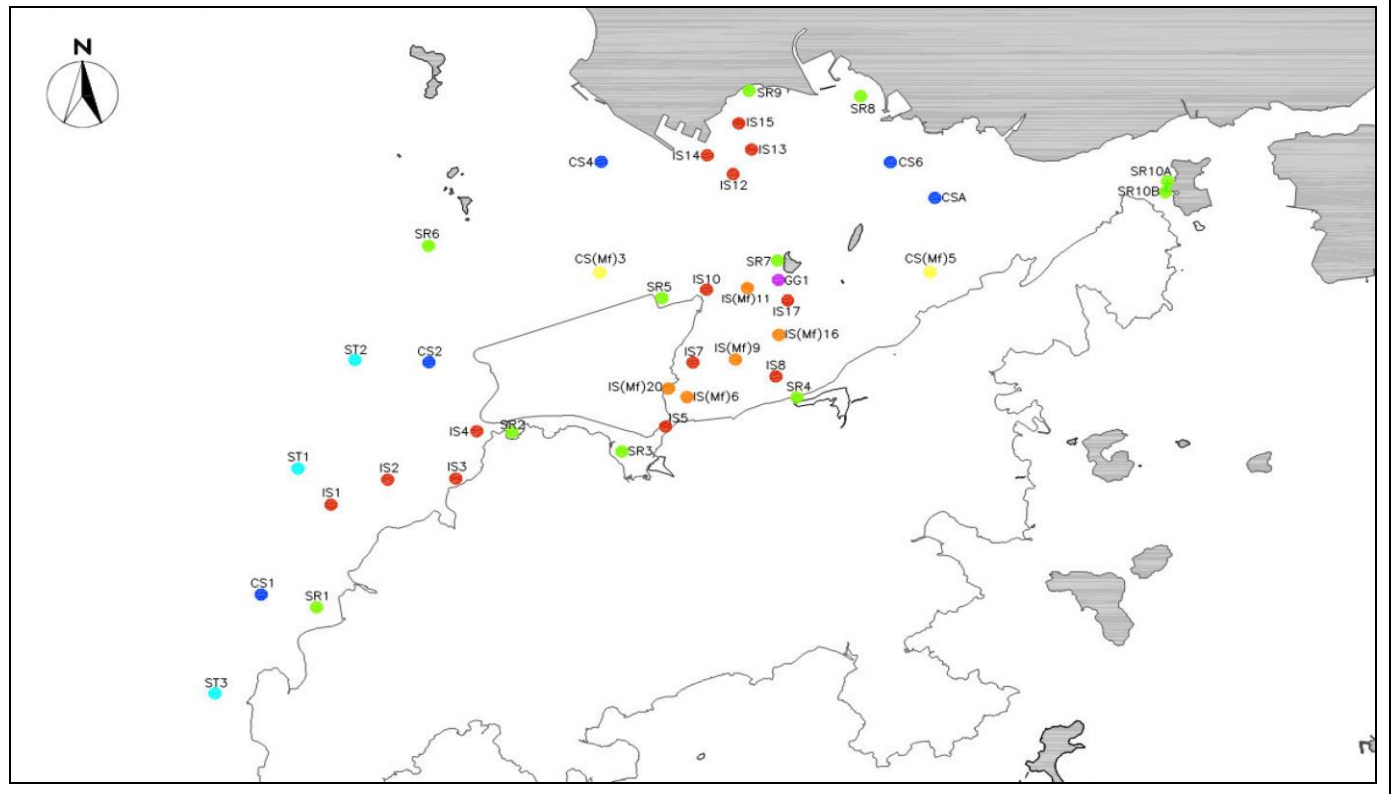 N
SR9
SR8
IS15
IS13
IS14
CS4
CS6
IS12
SR10A
SR10B
CSA
SR6
CS(Mf)3
SR7
CS(Mf)5
GG1
IS10
SR5
IS(Mf)11
IS17
IS(Mf)16
ST2
CS2
IS7
IS(Mf)9
IS8
IS(Mf)20
IS(Mf)6
SR4
IS5
IS4
SR2
SR3
ST1
IS2
IS3
IS1
CS1
SR1
ST3